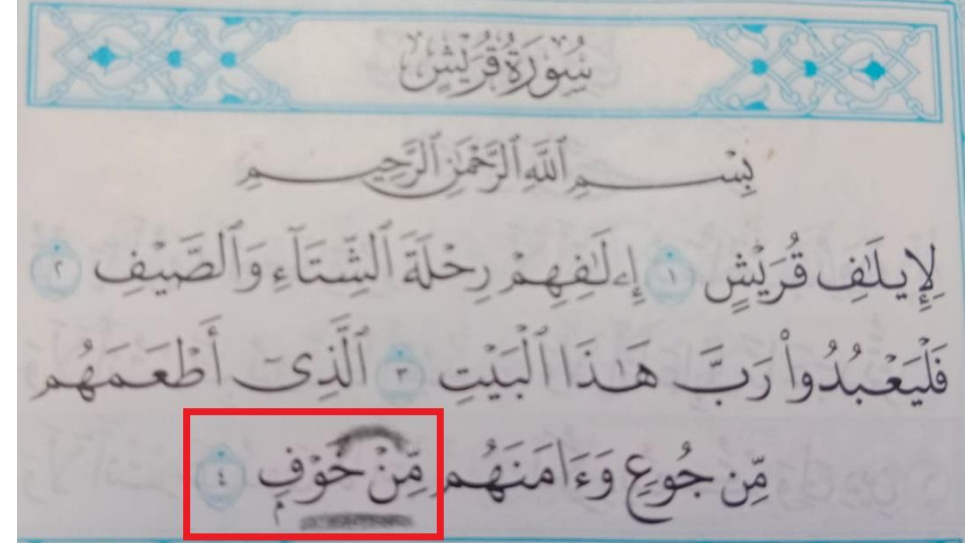 سُورَةُ قُرَيْشٍ
بِسْمِ ٱللَّهِ ٱلرَّحْمَٰنِ ٱلرَّحِيمِ
لِإِيلَٰفِ قُرَيْشٍ ١ إِۦلَٰفِهِمْ رِحْلَةَ ٱلشِّتَآءِ وَٱلصَّيْفِ ٢
فَلْيَعْبُدُوا۟ رَبَّ هَٰذَا ٱلْبَيْتِ ٣ ٱلَّذِىٓ أَطْعَمَهُم
مِّن جُوعٍ وَءَامَنَهُم مِّنْ خَوْفٍۭ ٤